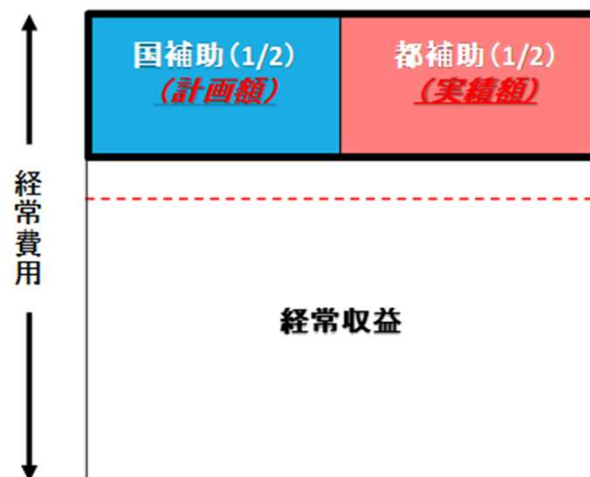 国補助(1/2)
(計画額)
都補助(1/2)
(実績額)
経常費用
経常収益